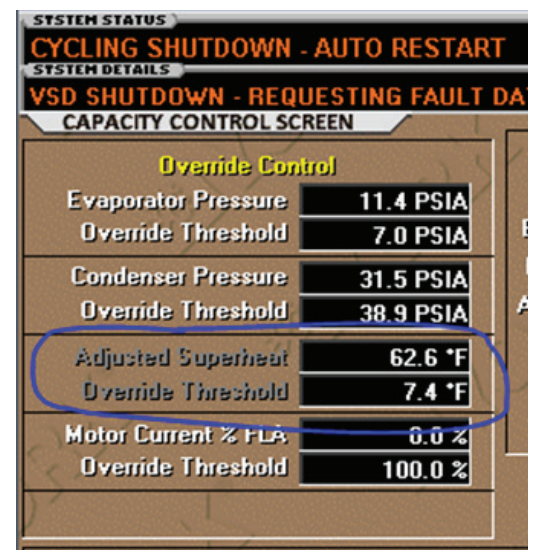 SYSTEM STATUS
CYCLING SHUTDOWN - AUTO RESTART
SYSTEM DETAILS
VSD SHUTDOWN - REQUESTING FAULT DA
CAPACITY CONTROL SCREEN
Override Control
Evaporator Pressure 11.4 PSIA
Override Threshold 7.0 PSIA
Condenser Pressure 31.5 PSIA
Override Threshold 38.9 PSIA
Adjusted Superheat 62.6 °F
Override Threshold 7.4 °F
Motor Current % FLA 0.0 %
Override Threshold 100.0 %